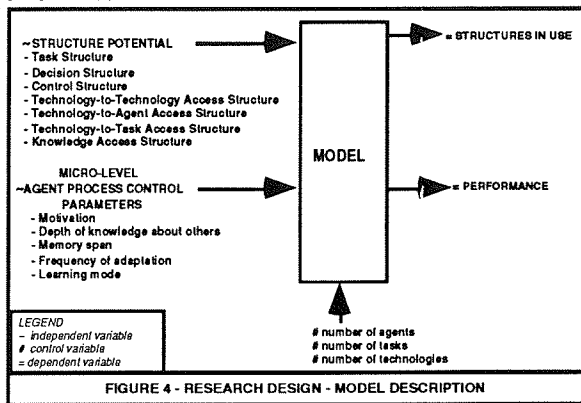 ~STRUCTURE POTENTIAL
- Task Structure
- Decision Structure
- Control Structure
- Technology-to-Technology Access Structure
- Technology-to-Agent Access Structure
- Technology-to-Task Access Structure
- Knowledge Access Structure
MICRO-LEVEL
~AGENT PROCESS CONTROL
PARAMETERS
- Motivation
- Depth of knowledge about others
- Memory span
- Frequency of adaptation
- Learning mode
MODEL
= STRUCTURES IN USE
= PERFORMANCE
# number of agents
# number of tasks
# number of technologies
LEGEND
~ independent variable
# control variable
= dependent variable
FIGURE 4 - RESEARCH DESIGN - MODEL DESCRIPTION